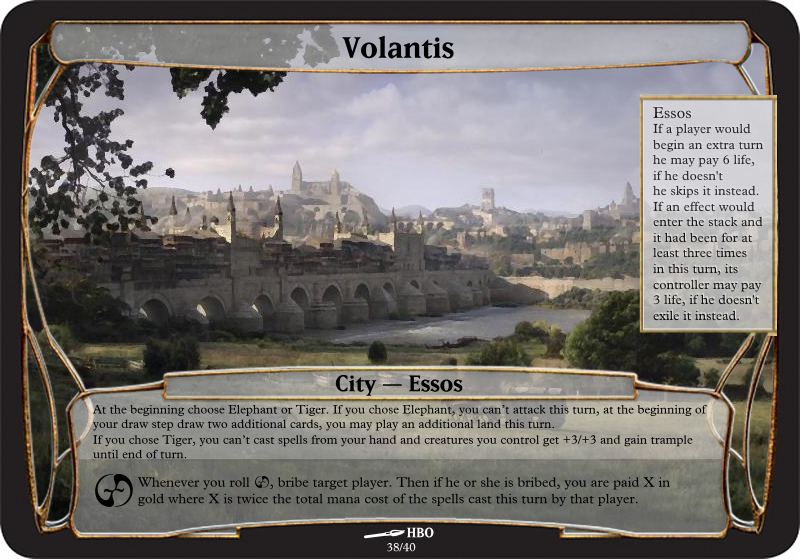 Volantis
Essos
If a player would
begin an extra turn
he may pay 6 life,
if he doesn't
he skips it instead.
If an effect would
enter the stack and
it had been for at
least three times
in this turn, its
controller may pay
3 life, if he doesn't
exile it instead.
City — Essos
At the beginning choose Elephant or Tiger. If you chose Elephant, you can't attack this turn, at the beginning of
your draw step draw two additional cards, you may play an additional land this turn.
If you chose Tiger, you can't cast spells from your hand and creatures you control get +3/+3 and gain trample
until end of turn.
Whenever you roll , bribe target player. Then if he or she is bribed, you are paid X in
gold where X is twice the total mana cost of the spells cast this turn by that player.
HBO
38/40